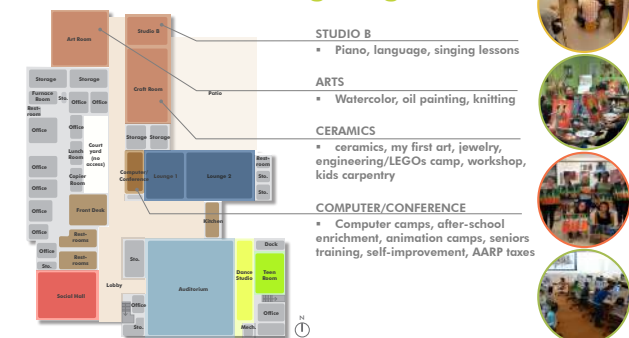 STUDIO B
▪ Piano, language, singing lessons
ARTS
▪ Watercolor, oil painting, knitting
CERAMICS
▪ ceramics, my first art, jewelry,
engineering/LEGOs camp, workshop,
kids carpentry
COMPUTER/CONFERENCE
▪ Computer camps, after-school
enrichment, animation camps, seniors
training, self-improvement, AARP taxes
Art Room
Studio B
Craft Room
Patio
Storage
Storage
Furnace
Room
Sto.
Office
Office
Rest-
room
Office
Office
Court
yard
(no
access)
Storage
Storage
Lunch
Room
Office
Copier
Room
Office
Computer
Conference
Lounge 1
Lounge 2
Rest-
room
Sto.
Sto.
Office
Front Desk
Kitchen
Office
Rest-
rooms
Office
Rest-
rooms
Sto.
Sto.
Dock
Social Hall
Lobby
Auditorium
Dance
Studio
Teen
Room
Office
Office
Sto.
Mech.
N